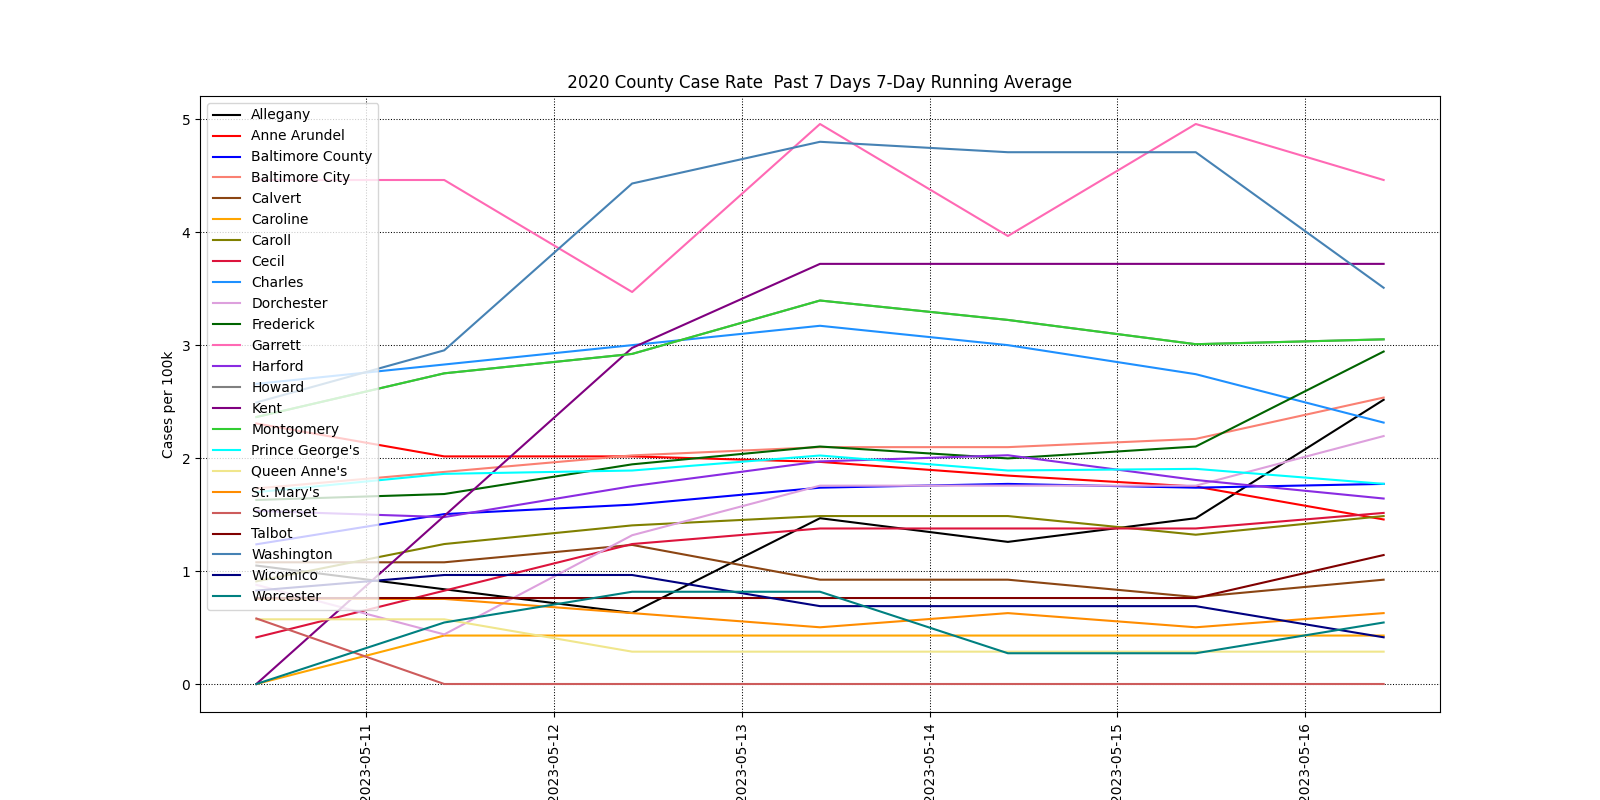 2020 County Case Rate  Past 7 Days 7-Day Running Average
Cases per 100k
5
4
3
2
1
0
Allegany
Anne Arundel
Baltimore County
Baltimore City
Calvert
Caroline
Caroll
Cecil
Charles
Dorchester
Frederick
Garrett
Harford
Howard
Kent
Montgomery
Prince George's
Queen Anne's
St. Mary's
Somerset
Talbot
Washington
Wicomico
Worcester
2023-05-11
2023-05-12
2023-05-13
2023-05-14
2023-05-15
2023-05-16